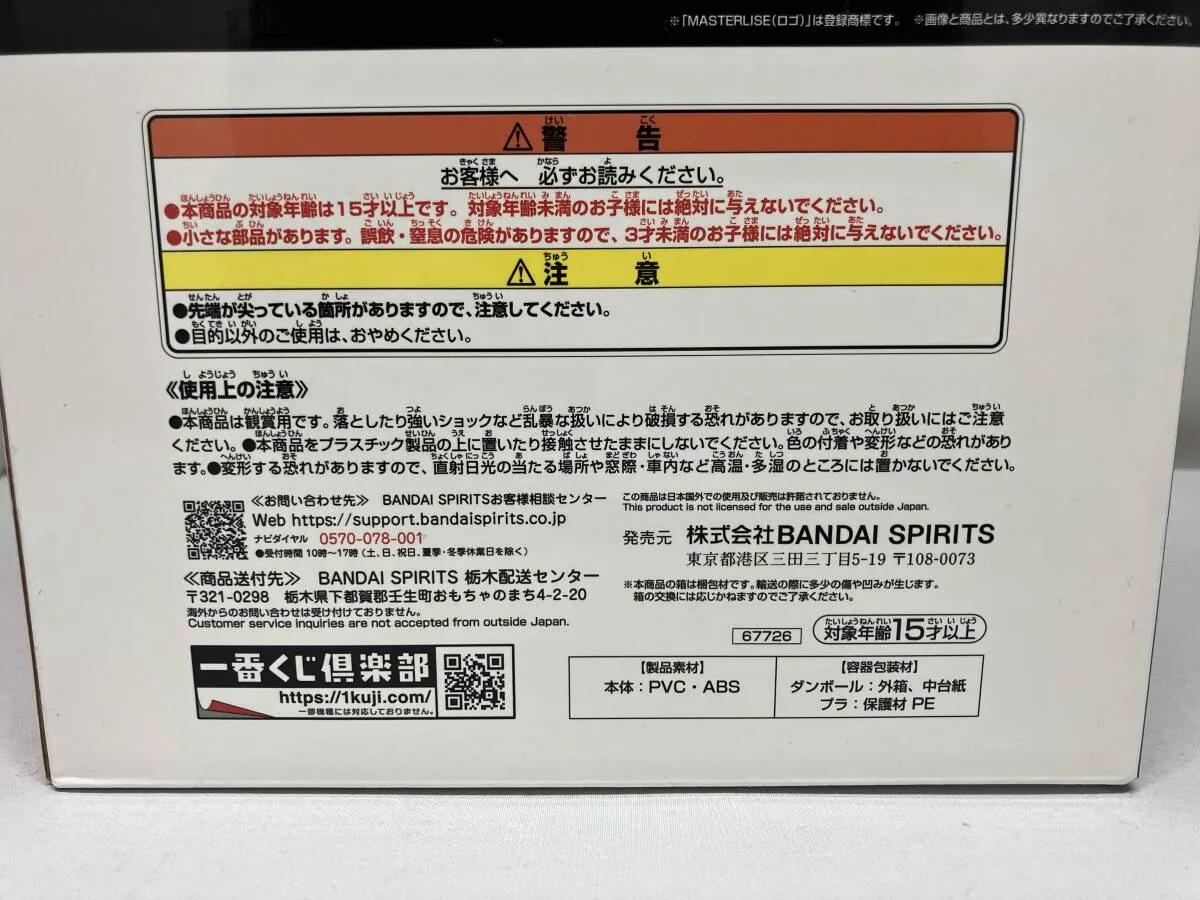 ※「MASTERLISE(ロゴ)」は登録商標です。 ※画像と商品とは、多少異なりますのでご了承ください。
⚠警告
お客様へ 必ずお読みください。
●本商品の対象年齢は15才以上です。対象年齢未満のお子様には絶対に与えないでください。
●小さな部品があります。誤飲・窒息の危険がありますので、3才未満のお子様には絶対に与えないでください。
⚠注意
●先端が尖っている箇所がありますので、注意してください。
●目的以外のご使用は、おやめください。
《使用上の注意》
●本商品は観賞用です。落としたり強いショックなど乱暴な扱いにより破損する恐れがありますので、お取り扱いにはご注意
ください。●本商品をプラスチック製品の上に置いたり接触させたままにしないでください。色の付着や変形などの恐れがあり
ます。●変形する恐れがありますので、直射日光の当たる場所や窓際・車内など高温・多湿のところには置かないでください。
≪お問い合わせ先≫ BANDAI SPIRITSお客様相談センター
Web https://support.bandaispirits.co.jp
ナビダイヤル 0570-078-001
●受付時間 10時〜17時(土、日、祝日、夏季・冬季休業日を除く)
≪商品送付先≫ BANDAI SPIRITS 栃木配送センター
〒321-0298 栃木県下都賀郡壬生町おもちゃのまち4-2-20
海外からのお問い合わせは受け付けておりません。
Customer service inquiries are not accepted from outside Japan.
この商品は日本国外での使用及び販売は許諾されておりません。
This product is not licensed for the use and sale outside Japan.
発売元 株式会社BANDAI SPIRITS
東京都港区三田三丁目5-19 〒108-0073
※本商品の箱は梱包材です。輸送の際に多少の傷や凹みが生じます。
箱の交換には応じかねますのでご了承ください。
67726
対象年齢15才以上
一番くじ倶楽部
https://1kuji.com/
一部機種には対応しておりません。
【製品素材】
本体：PVC・ABS
【容器包装材】
ダンボール：外箱、中台紙
プラ：保護材 PE